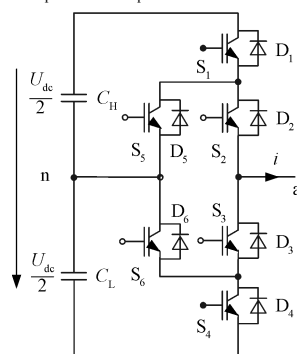 S₁
D₁
U_dc
2
C_H
S₅
D₅
S₂
D₂
n
i
a
D₆
S₃
D₃
S₆
U_dc
2
C_L
S₄
D₄